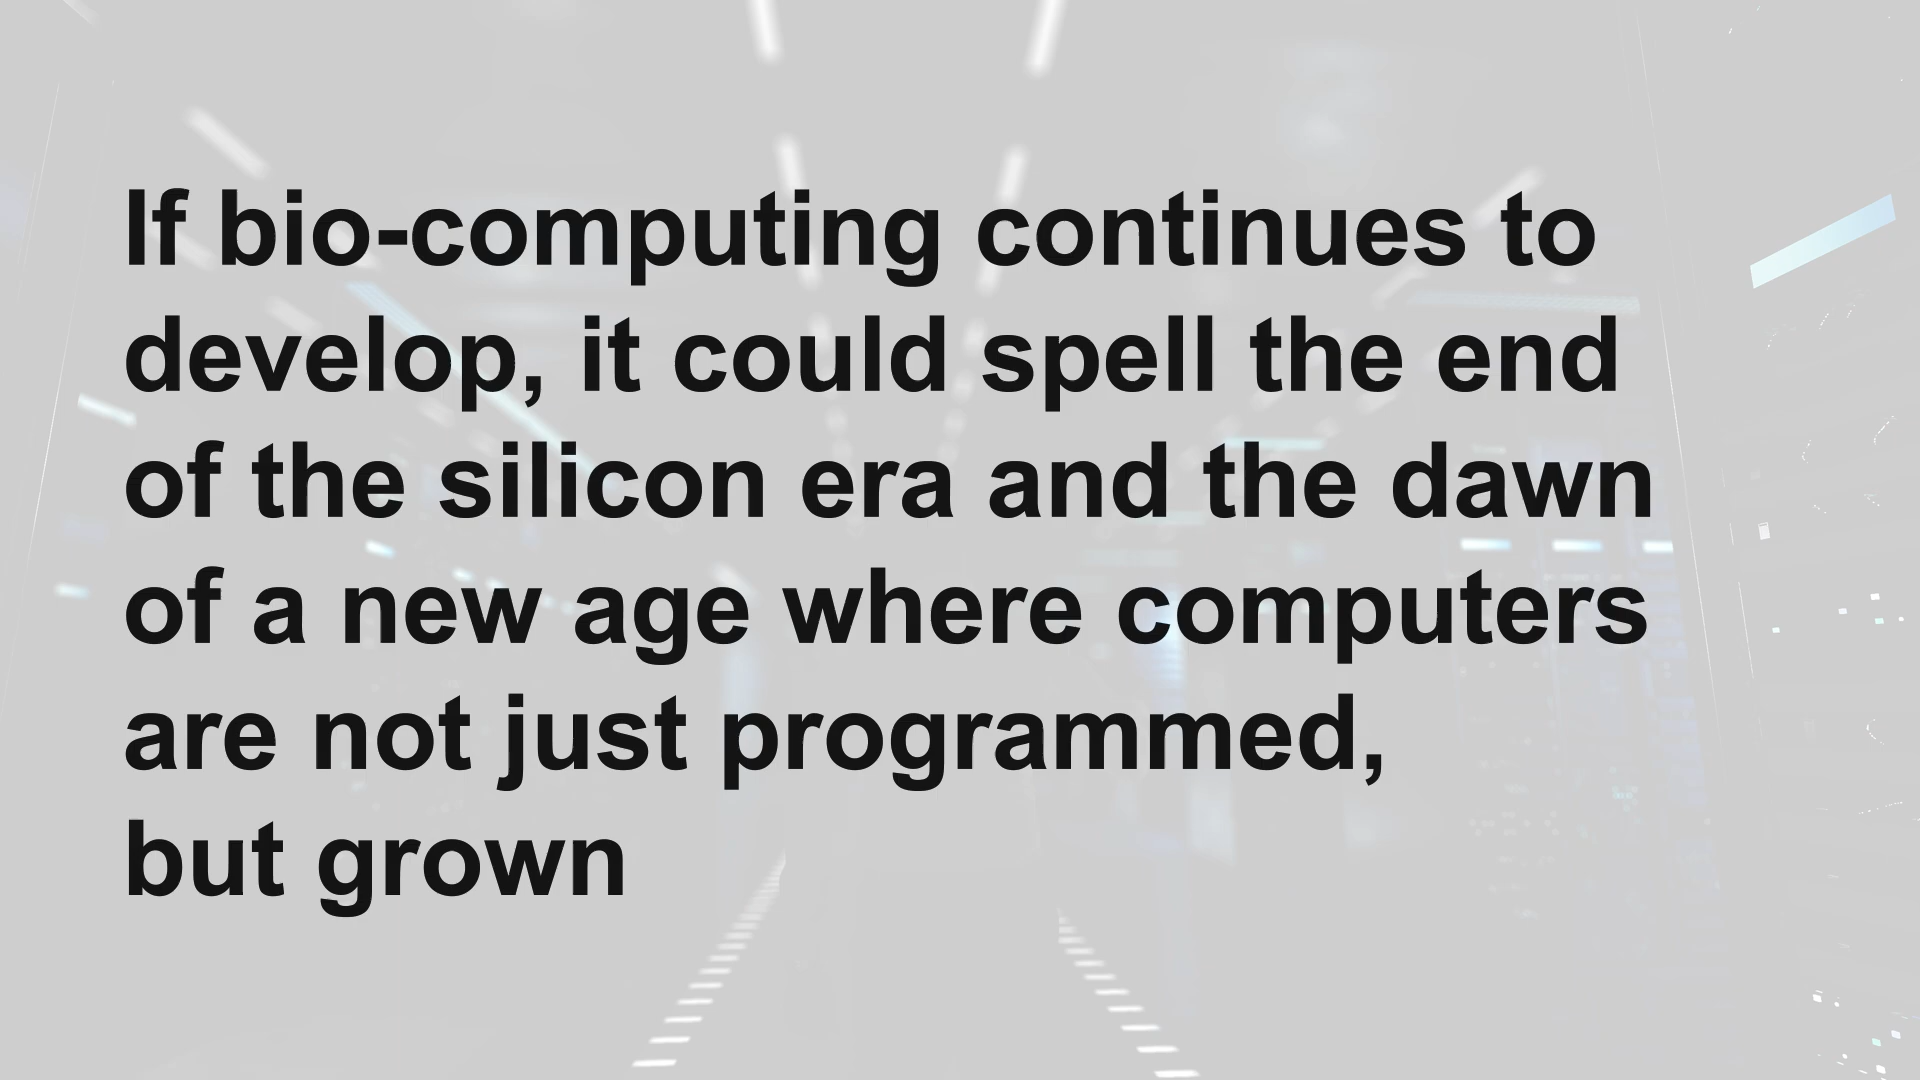 If bio-computing continues to
develop, it could spell the end
of the silicon era and the dawn
of a new age where computers
are not just programmed,
but grown